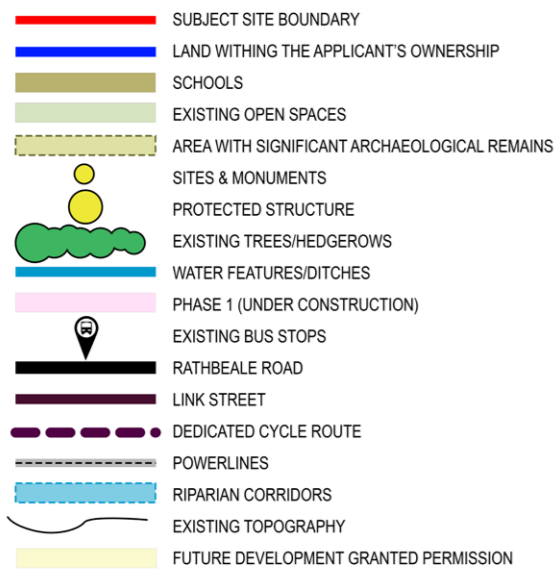 SUBJECT SITE BOUNDARY
LAND WITHING THE APPLICANT'S OWNERSHIP
SCHOOLS
EXISTING OPEN SPACES
AREA WITH SIGNIFICANT ARCHAEOLOGICAL REMAINS
SITES & MONUMENTS
PROTECTED STRUCTURE
EXISTING TREES/HEDGEROWS
WATER FEATURES/DITCHES
PHASE 1 (UNDER CONSTRUCTION)
EXISTING BUS STOPS
RATHBEALE ROAD
LINK STREET
DEDICATED CYCLE ROUTE
POWERLINES
RIPARIAN CORRIDORS
EXISTING TOPOGRAPHY
FUTURE DEVELOPMENT GRANTED PERMISSION